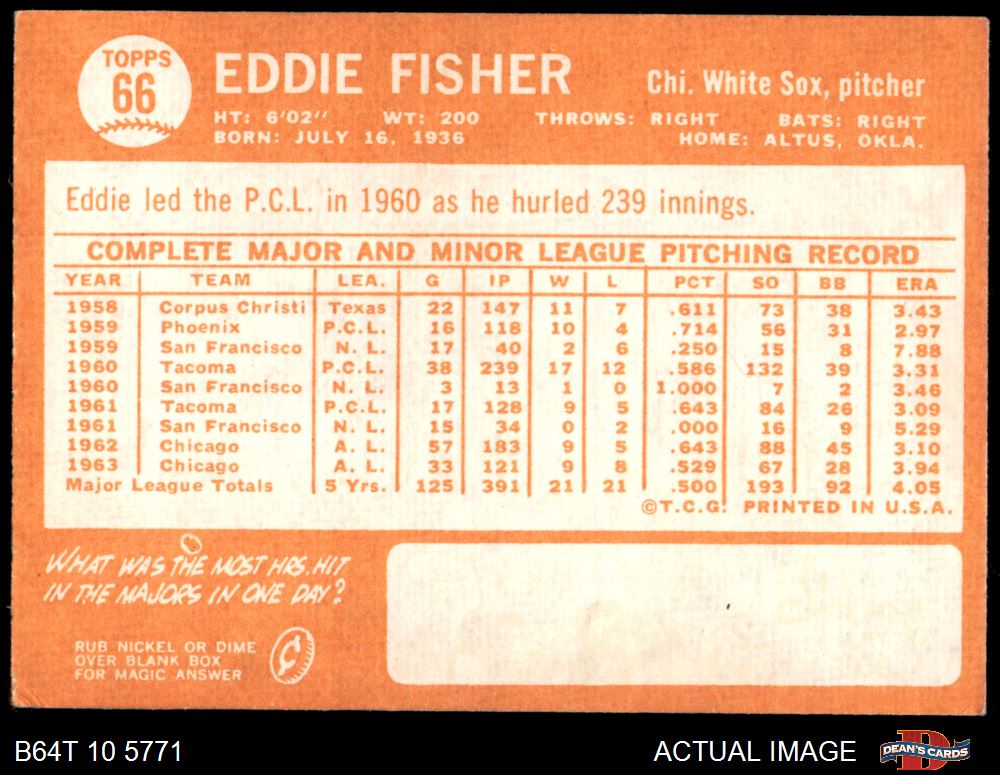 TOPPS
66
EDDIE FISHER
Chi. White Sox, pitcher
HT: 6'02" WT: 200 THROWS: RIGHT BATS: RIGHT
BORN: JULY 16, 1936 HOME: ALTUS, OKLA.
Eddie led the P.C.L. in 1960 as he hurled 239 innings.
COMPLETE MAJOR AND MINOR LEAGUE PITCHING RECORD
YEAR TEAM LEA. G IP W L PCT SO BB ERA
1958 Corpus Christi Texas 22 147 11 7 .611 73 38 3.43
1959 Phoenix P.C.L. 16 118 10 4 .714 56 31 2.97
1959 San Francisco N. L. 17 40 2 6 .250 15 8 7.88
1960 Tacoma P.C.L. 38 239 17 12 .586 132 39 3.31
1960 San Francisco N. L. 3 13 1 0 1.000 7 2 3.46
1961 Tacoma P.C.L. 17 128 9 5 .643 84 26 3.09
1961 San Francisco N. L. 15 34 0 2 .000 16 9 5.29
1962 Chicago A. L. 57 183 9 5 .643 88 45 3.10
1963 Chicago A. L. 33 121 9 8 .529 67 28 3.94
Major League Totals 5 Yrs. 125 391 21 21 .500 193 92 4.05
©T.C.G. PRINTED IN U.S.A.
WHAT WAS THE MOST HRS. HIT
IN THE MAJORS IN ONE DAY?
RUB NICKEL OR DIME
OVER BLANK BOX
FOR MAGIC ANSWER
¢
B64T 10 5771
ACTUAL IMAGE
D
DEAN'S CARDS